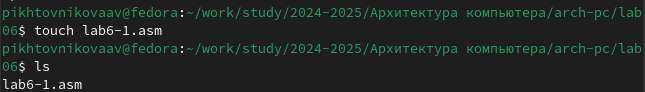 pikhtovnikovaav@fedora:~/work/study/2024-2025/Архитектура компьютера/arch-pc/lab
06$ touch lab6-1.asm
pikhtovnikovaav@fedora:~/work/study/2024-2025/Архитектура компьютера/arch-pc/lab
06$ ls
lab6-1.asm